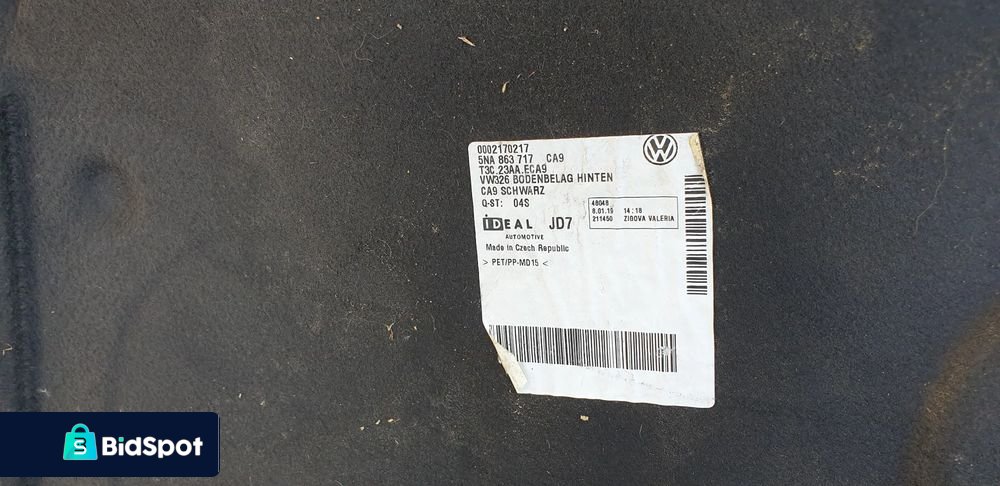 0002170217
5NA 863 717 CA9
T3C.23AA.ECA9
VW326 BODENBELAG HINTEN
CA9 SCHWARZ
Q-ST: 04S
48048
8.01.19 14:18
211450 ZIGOVA VALERIA
IDEAL JD7
AUTOMOTIVE
Made in Czech Republic
> PET/PP-MD15 <
S BidSpot